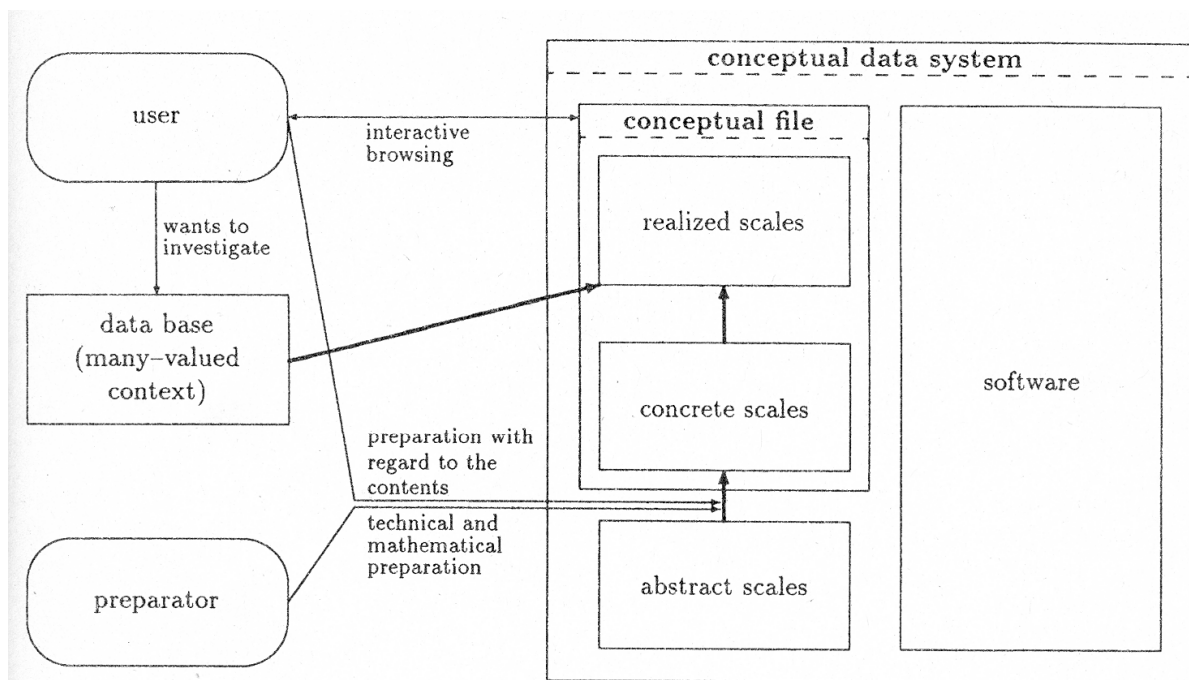 conceptual data system
user
conceptual file
interactive
browsing
realized scales
wants to
investigate
data base
(many–valued
context)
concrete scales
software
preparation with
regard to the
contents
technical and
mathematical
preparation
abstract scales
preparator